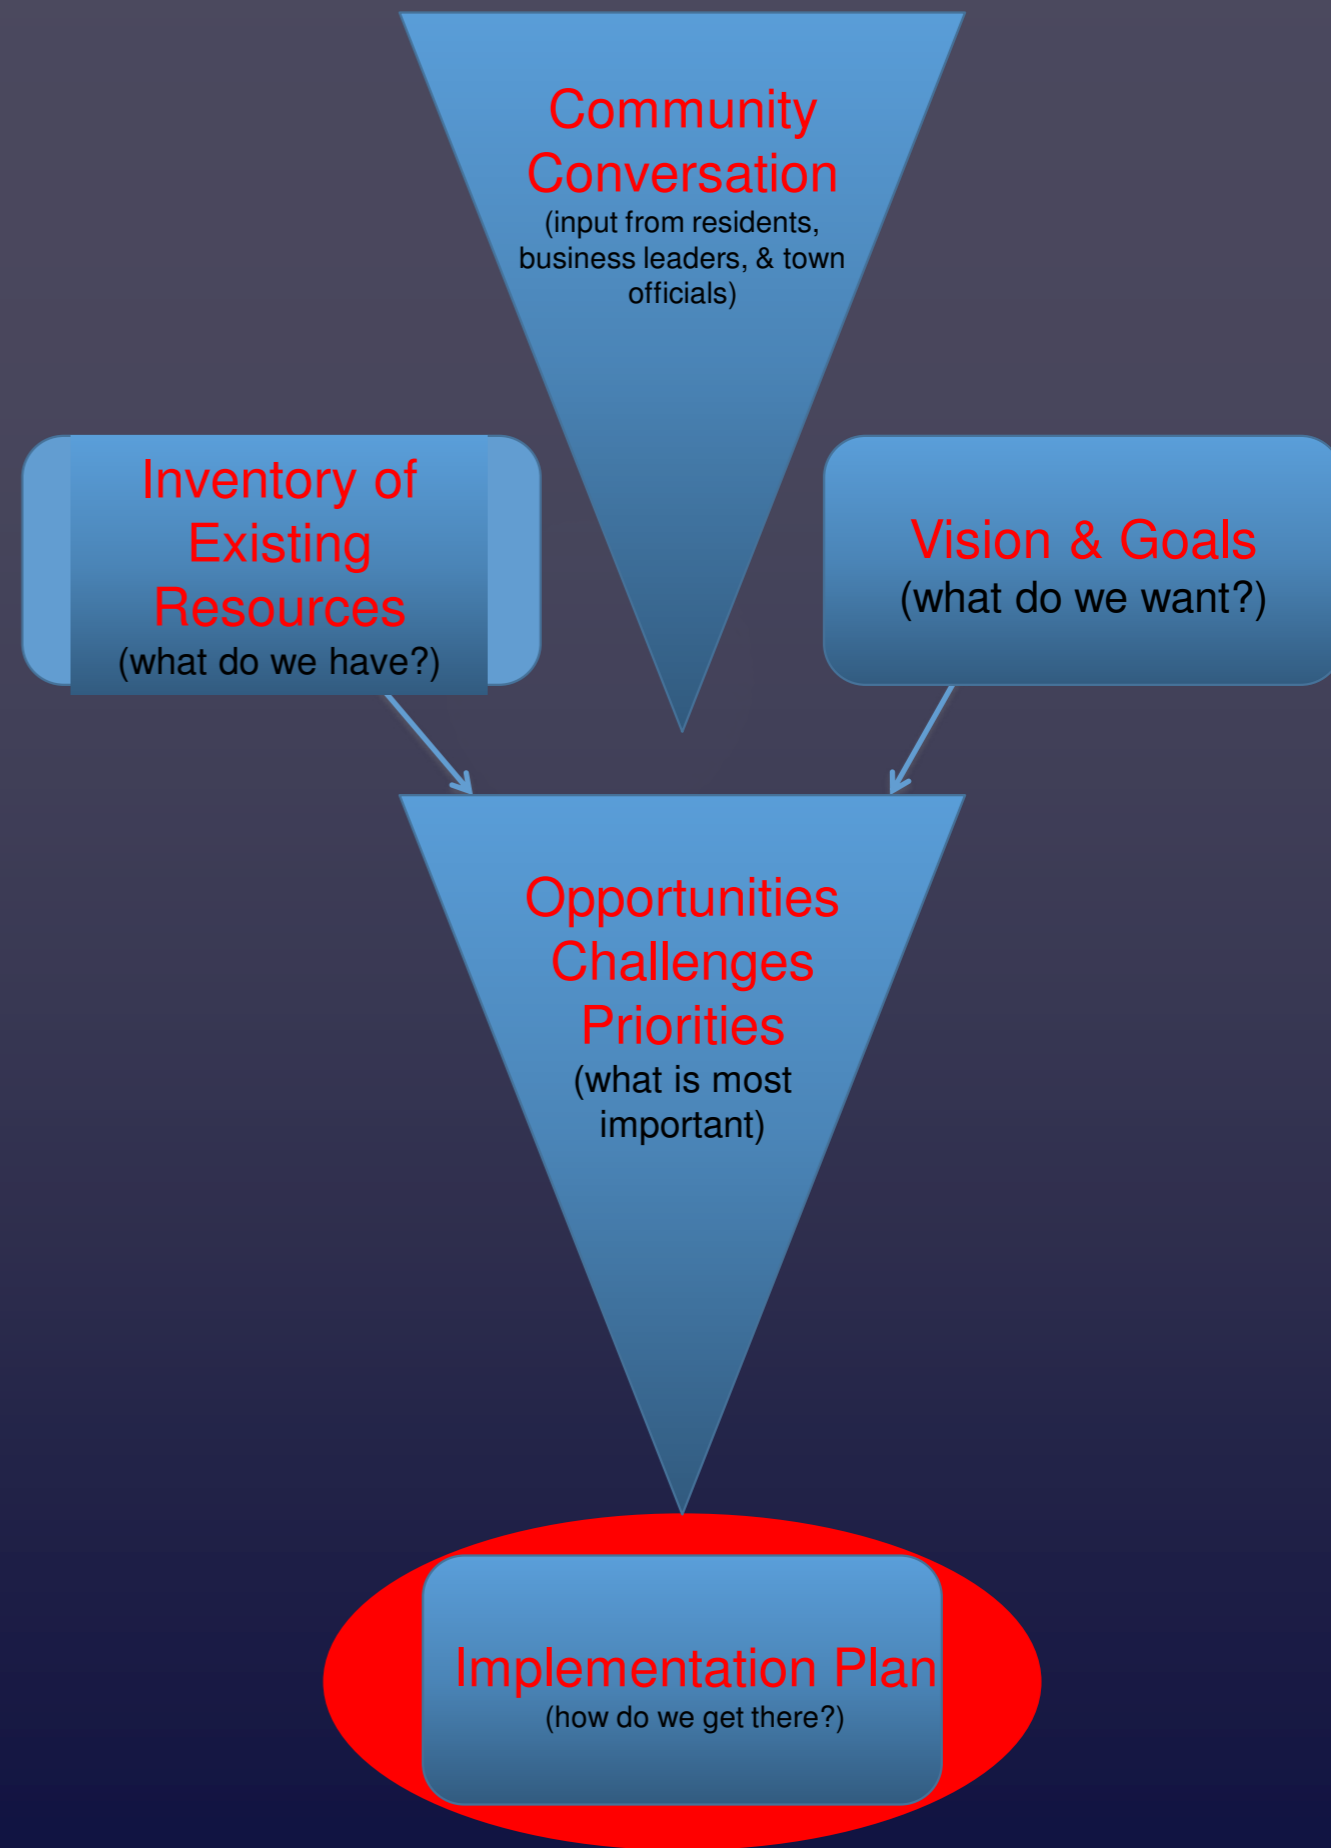 Community
Conversation
(input from residents,
business leaders, & town
officials)
Inventory of
Existing
Resources
(what do we have?)
Vision & Goals
(what do we want?)
Opportunities
Challenges
Priorities
(what is most
important)
Implementation Plan
(how do we get there?)